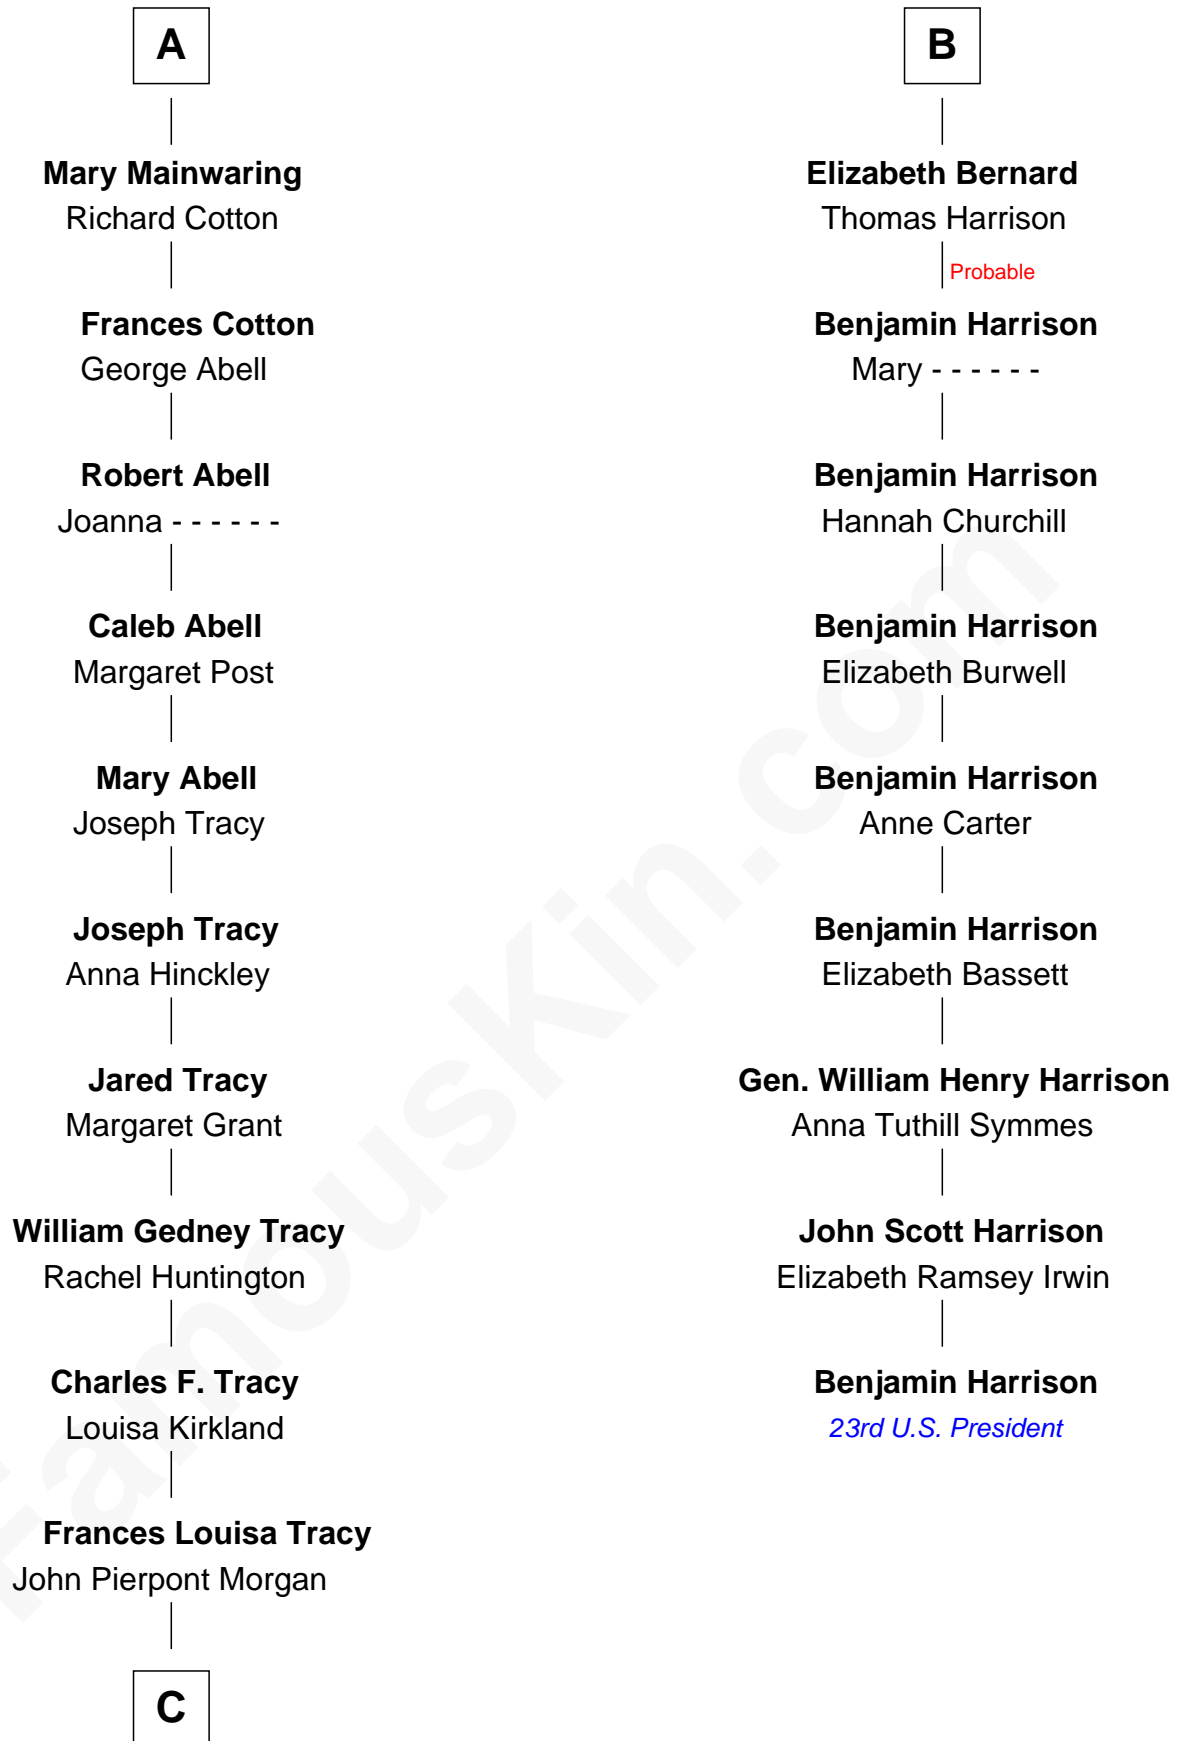 A
Mary Mainwaring
Richard Cotton
Frances Cotton
George Abell
Robert Abell
Joanna - - - - - -
Caleb Abell
Margaret Post
Mary Abell
Joseph Tracy
Joseph Tracy
Anna Hinckley
Jared Tracy
Margaret Grant
William Gedney Tracy
Rachel Huntington
Charles F. Tracy
Louisa Kirkland
Frances Louisa Tracy
John Pierpont Morgan
C
B
Elizabeth Bernard
Thomas Harrison
Probable
Benjamin Harrison
Mary - - - - - -
Benjamin Harrison
Hannah Churchill
Benjamin Harrison
Elizabeth Burwell
Benjamin Harrison
Anne Carter
Benjamin Harrison
Elizabeth Bassett
Gen. William Henry Harrison
Anna Tuthill Symmes
John Scott Harrison
Elizabeth Ramsey Irwin
Benjamin Harrison
23rd U.S. President
FamousKin.com